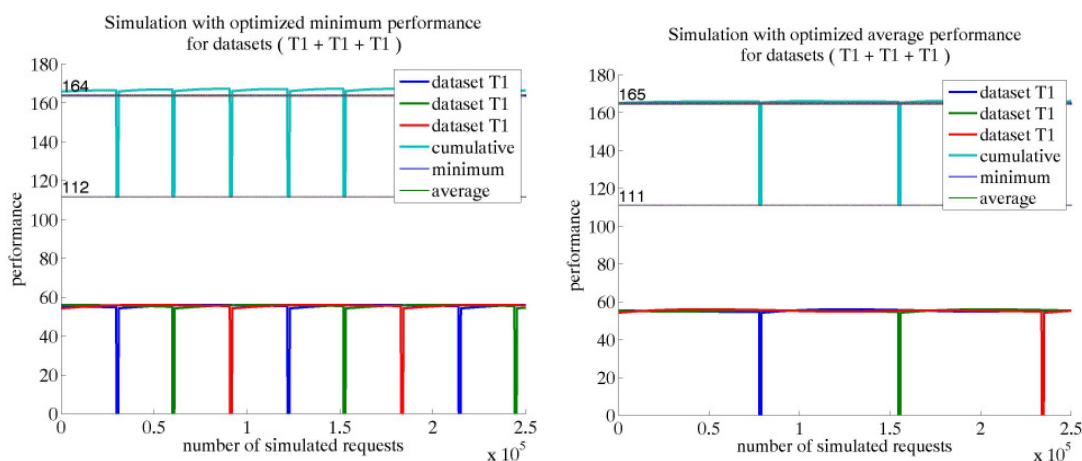 Simulation with optimized minimum performance
for datasets ( T1 + T1 + T1 )
180
160
140
120
100
80
60
40
20
0
164
112
performance
dataset T1
dataset T1
dataset T1
cumulative
minimum
average
0
0.5
1
1.5
2
2.5
number of simulated requests
x 10^5
Simulation with optimized average performance
for datasets ( T1 + T1 + T1 )
180
160
140
120
100
80
60
40
20
0
165
111
performance
dataset T1
dataset T1
dataset T1
cumulative
minimum
average
0
0.5
1
1.5
2
2.5
number of simulated requests
x 10^5